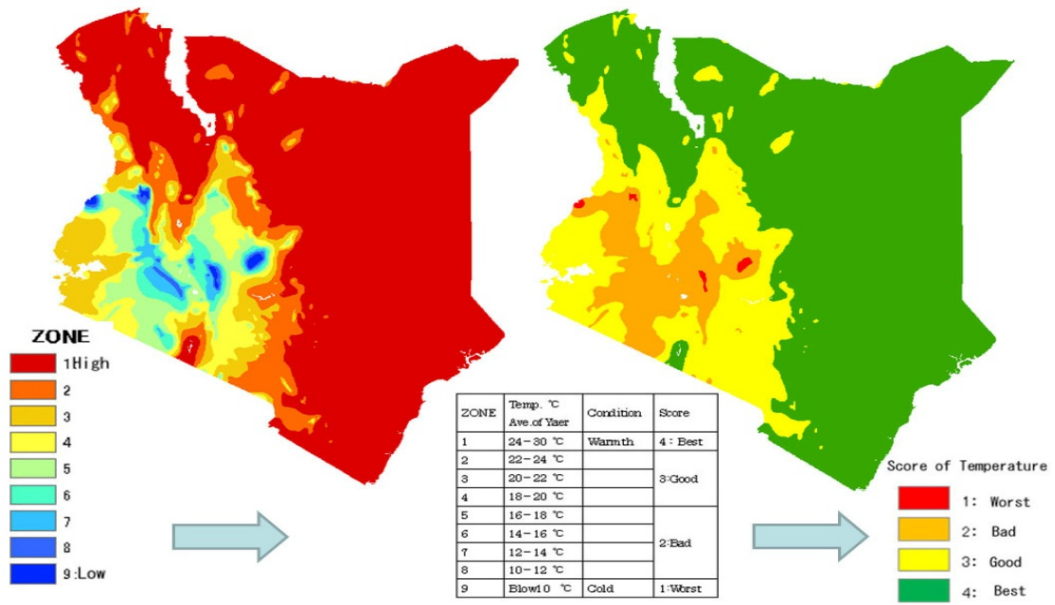 ZONE
1High
2
3
4
5
6
7
8
9:Low
ZONE Temp. ℃ Ave.of Yaer Condition Score
1 24-30 ℃ Warmth 4: Best
2 22-24 ℃
3 20-22 ℃ 3:Good
4 18-20 ℃
5 16-18 ℃
6 14-16 ℃ 2:Bad
7 12-14 ℃
8 10-12 ℃
9 Blow10 ℃ Cold 1:Worst
Score of Temperature
1: Worst
2: Bad
3: Good
4: Best